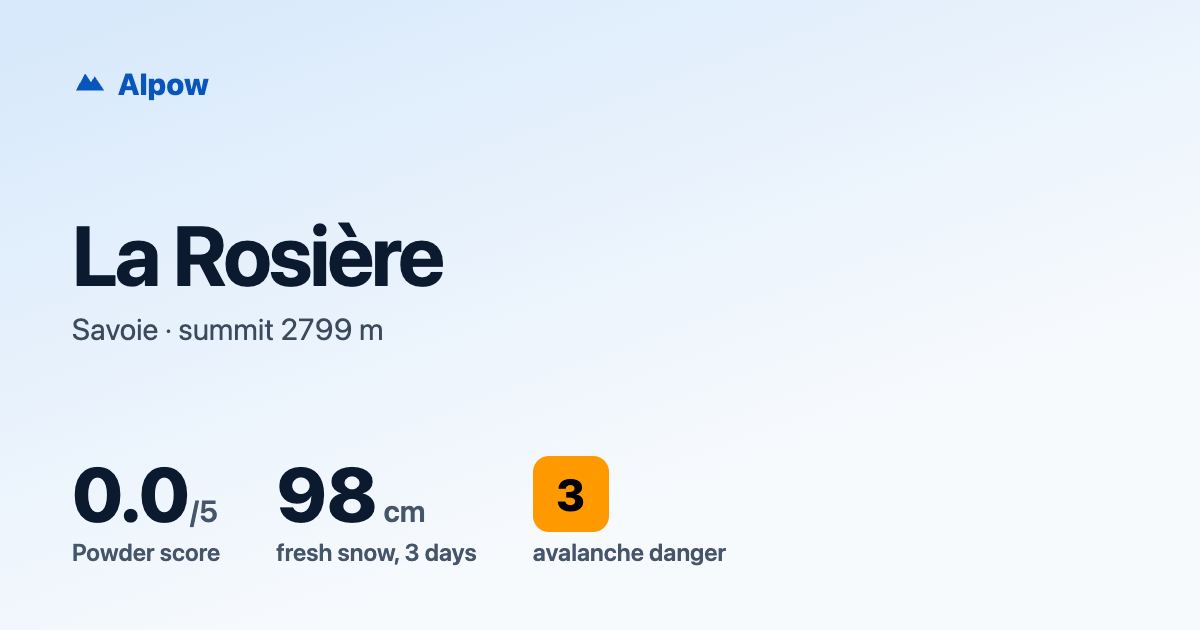 Alpow
La Rosière
Savoie · summit 2799 m
0.0/5 98 cm 3
Powder score fresh snow, 3 days avalanche danger